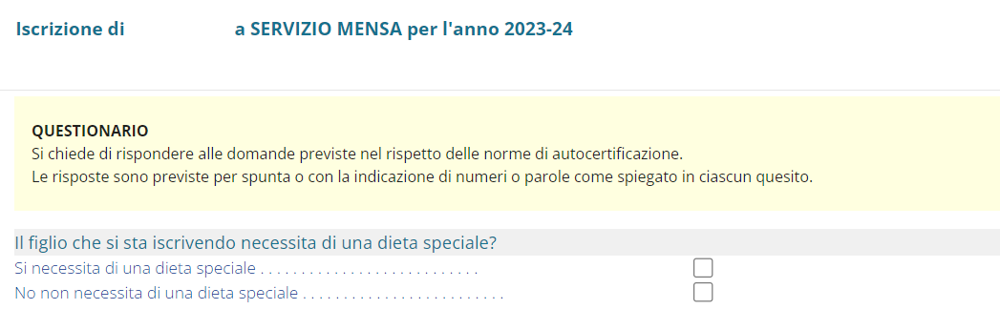 Iscrizione di a SERVIZIO MENSA per l'anno 2023-24
QUESTIONARIO
Si chiede di rispondere alle domande previste nel rispetto delle norme di autocertificazione.
Le risposte sono previste per spunta o con la indicazione di numeri o parole come spiegato in ciascun quesito.
Il figlio che si sta iscrivendo necessita di una dieta speciale?
Si necessita di una dieta speciale . . . . . . . . . . . . . . . . . . . . . . . . . . .
No non necessita di una dieta speciale . . . . . . . . . . . . . . . . . . . . . . . . .